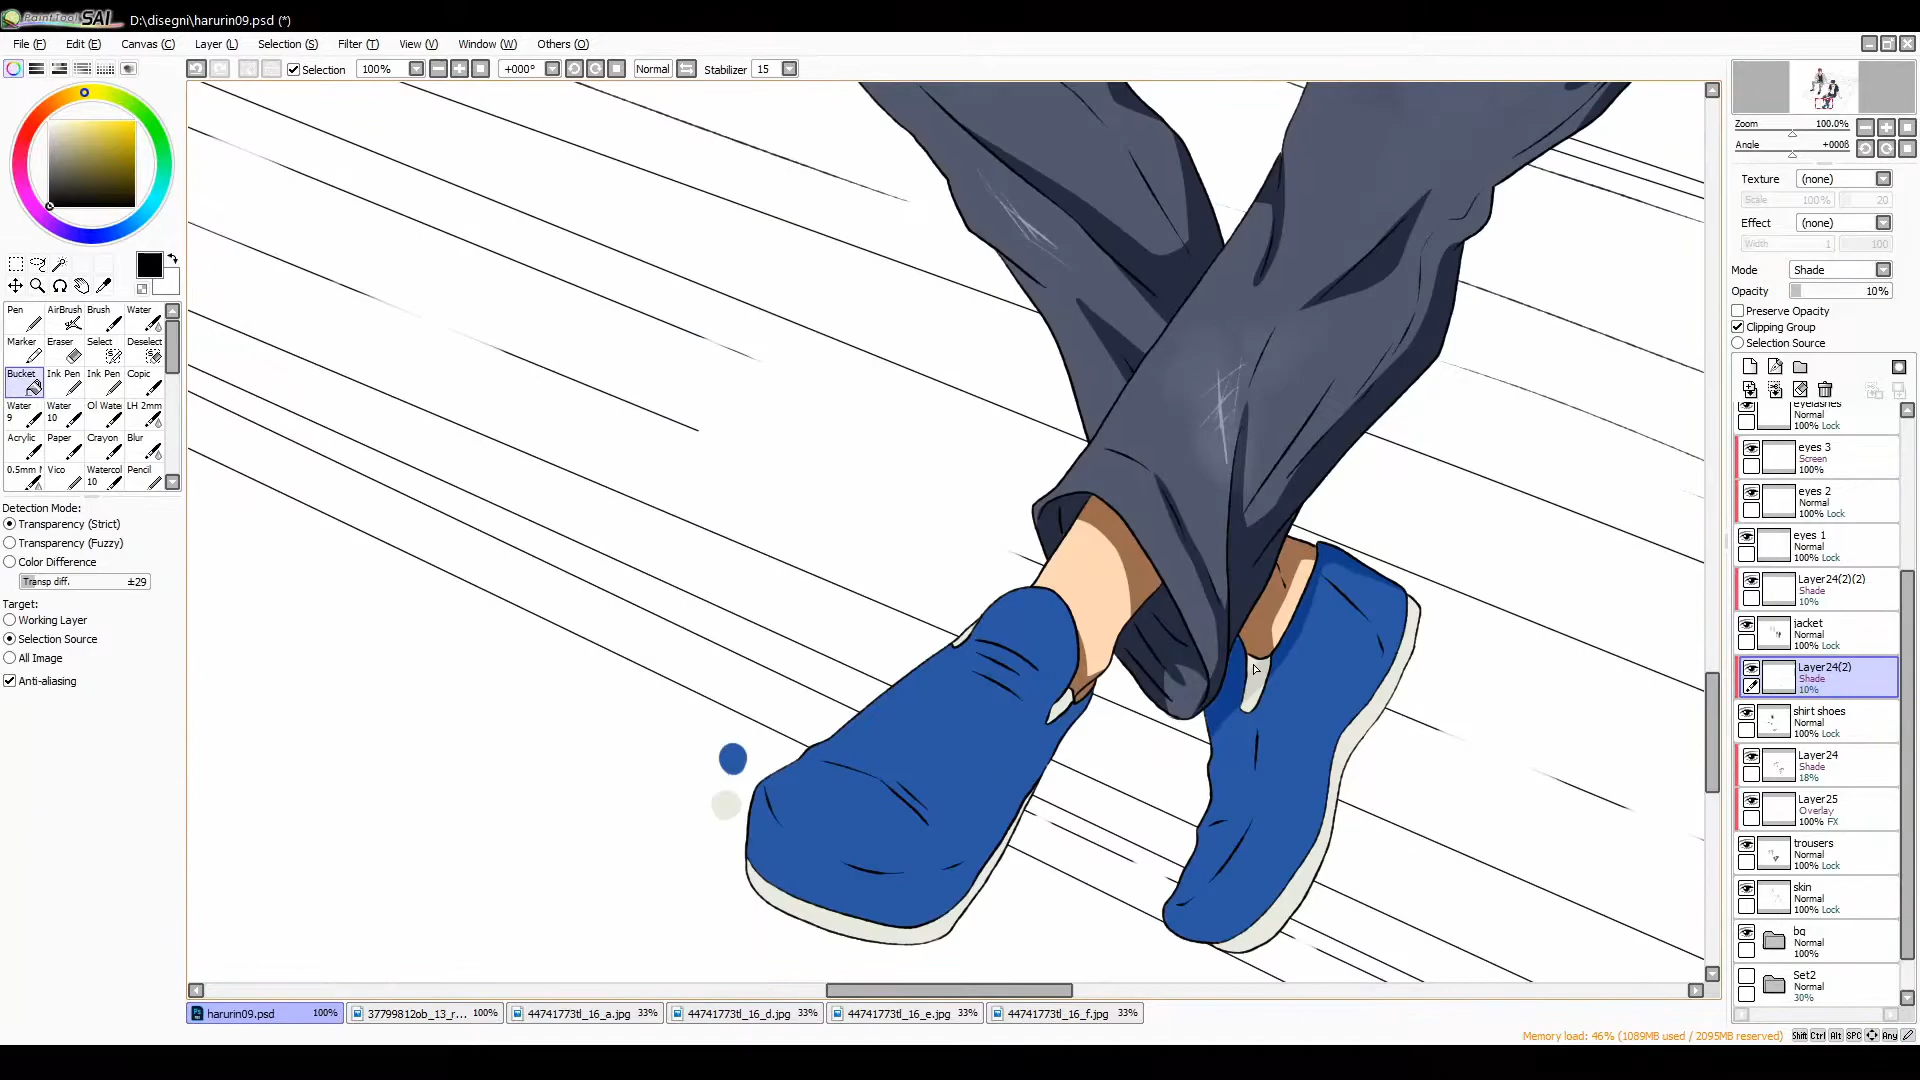 PaintTool SAI D:\disegni\harurin09.psd (*)
File (F) Edit (E) Canvas (C) Layer (L) Selection (S) Filter (T) View (V) Window (W) Others (O)
Selection 100% +000° Normal Stabilizer 15
Zoom 100.0%
Angle +000ß
Texture (none)
Scale 100% 20
Effect (none)
Width 1 100
Mode Shade
Opacity 10%
Preserve Opacity
Clipping Group
Selection Source
Pen AirBrush Brush Water
Marker Eraser Select Deselect
Bucket Ink Pen Ink Pen Copic
Water 9 Water 10 Ol Wate LH 2mm
Acrylic Paper Crayon Blur
Vico Watercol 10 Pencil
Detection Mode:
Transparency (Strict)
Transparency (Fuzzy)
Color Difference
Transp diff. ±29
Target:
Working Layer
Selection Source
All Image
Anti-aliasing
eyelashes
Normal
100% Lock
eyes 3
Screen
100%
eyes 2
Normal
100% Lock
eyes 1
Normal
100% Lock
Layer24(2)(2)
Shade
10%
jacket
Normal
100% Lock
Layer24(2)
Shade
10%
shirt shoes
Normal
100% Lock
Layer24
Shade
18%
Layer25
Overlay
100% FX
trousers
Normal
100% Lock
skin
Normal
100% Lock
bg
Normal
100%
Set2
Normal
30%
harurin09.psd 100%
37799812ob_13_r... 100%
44741773tl_16_a.jpg 33%
44741773tl_16_d.jpg 33%
44741773tl_16_e.jpg 33%
44741773tl_16_f.jpg 33%
Memory load: 46% (1089MB used / 2095MB reserved) Shift Ctrl Alt SPC Any